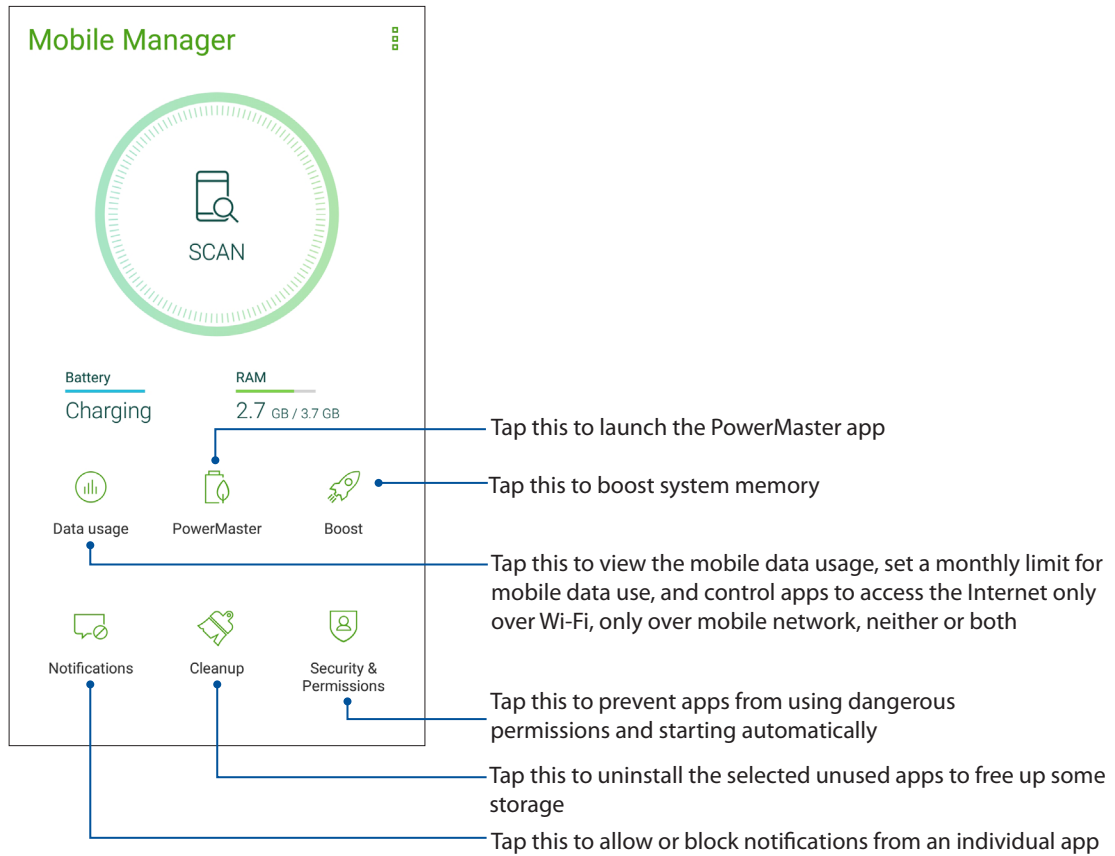 Mobile Manager
SCAN
Battery
RAM
Charging
2.7 GB / 3.7 GB
Tap this to launch the PowerMaster app
Tap this to boost system memory
Data usage
PowerMaster
Boost
Tap this to view the mobile data usage, set a monthly limit for
mobile data use, and control apps to access the Internet only
over Wi-Fi, only over mobile network, neither or both
Notifications
Cleanup
Security &
Permissions
Tap this to prevent apps from using dangerous
permissions and starting automatically
Tap this to uninstall the selected unused apps to free up some
storage
Tap this to allow or block notifications from an individual app